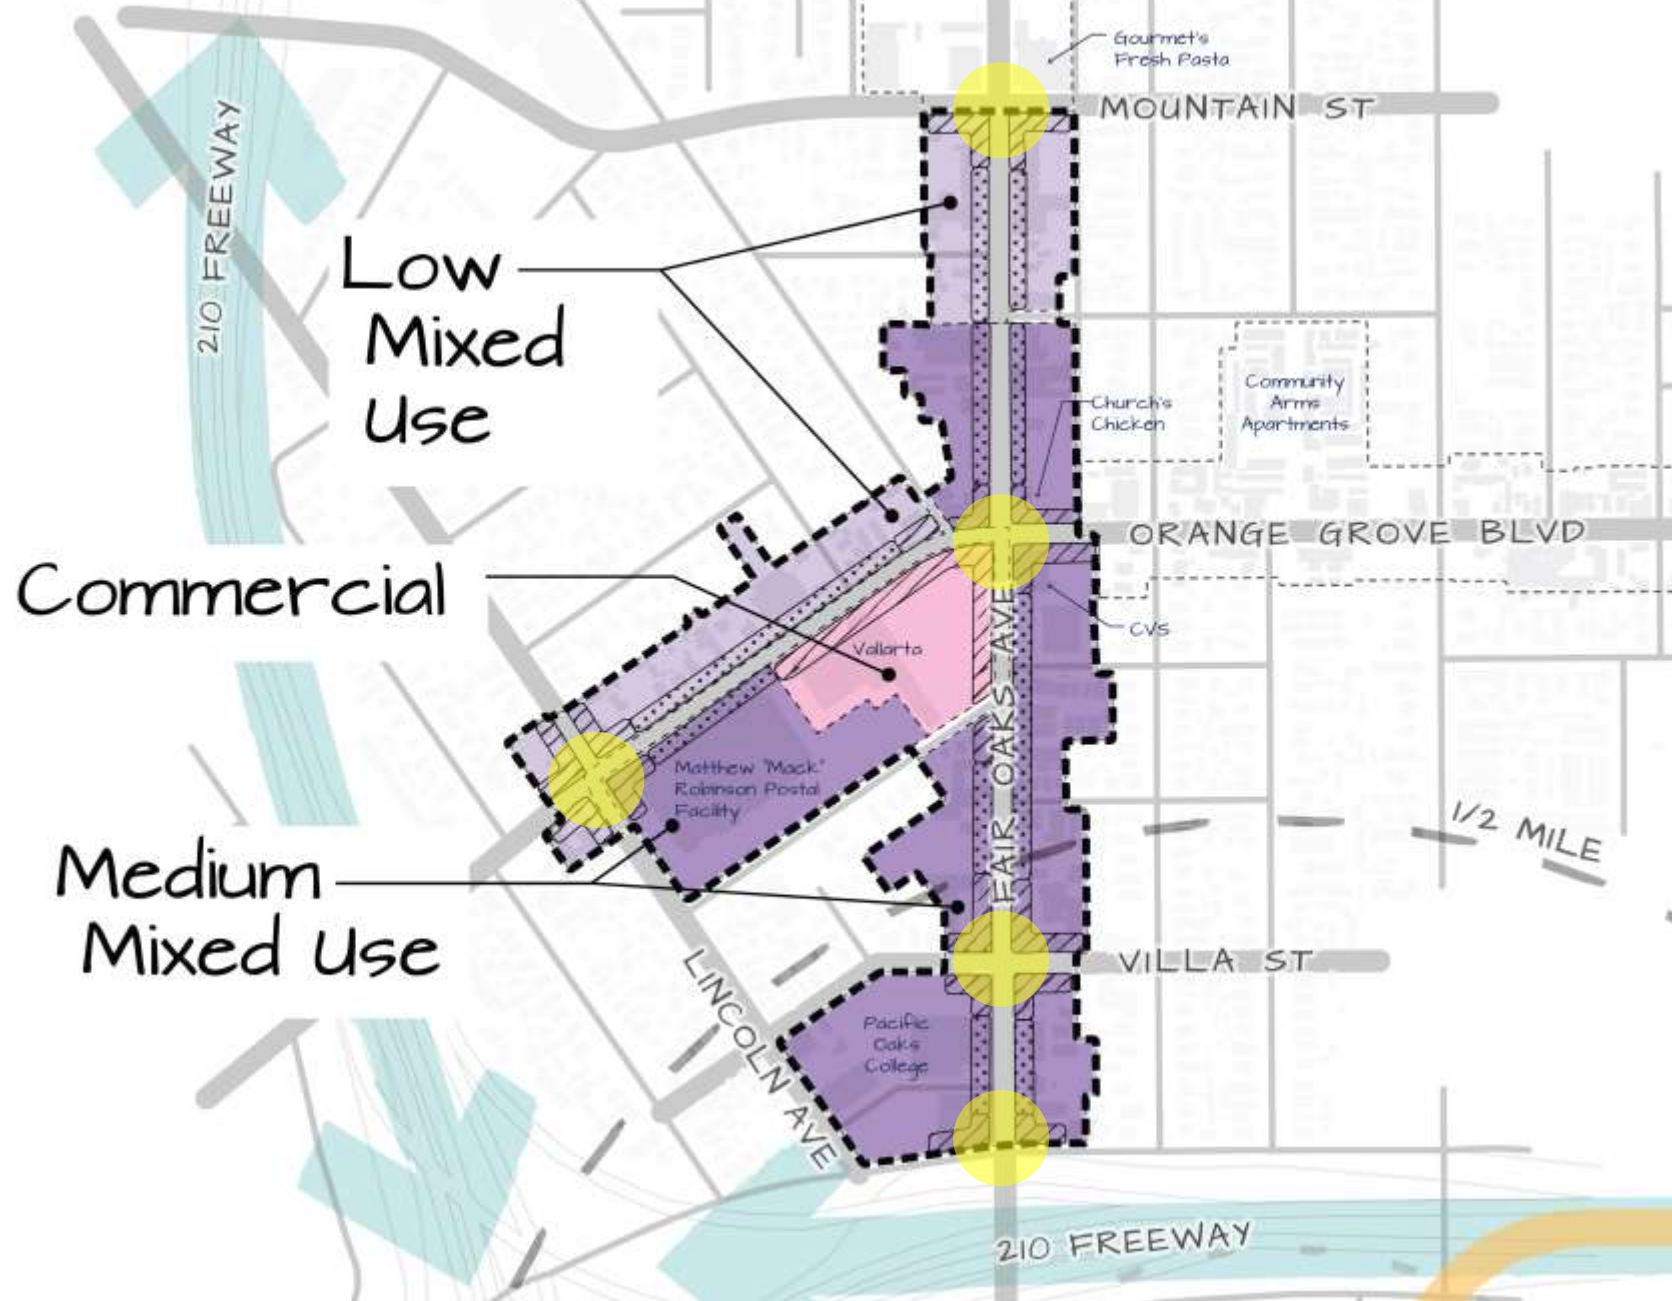 Gourmet's
Fresh Pasta
MOUNTAIN ST
210 FREEWAY
Low
Mixed
Use
Community
Arms
Apartments
Church's
Chicken
ORANGE GROVE BLVD
Commercial
CVS
Vallarta
FAIR OAKS AVE
Matthew "Mack"
Robinson Postal
Facility
1/2 MILE
Medium
Mixed Use
VILLA ST
LINCOLN AVE
Pacific
Oaks
College
210 FREEWAY